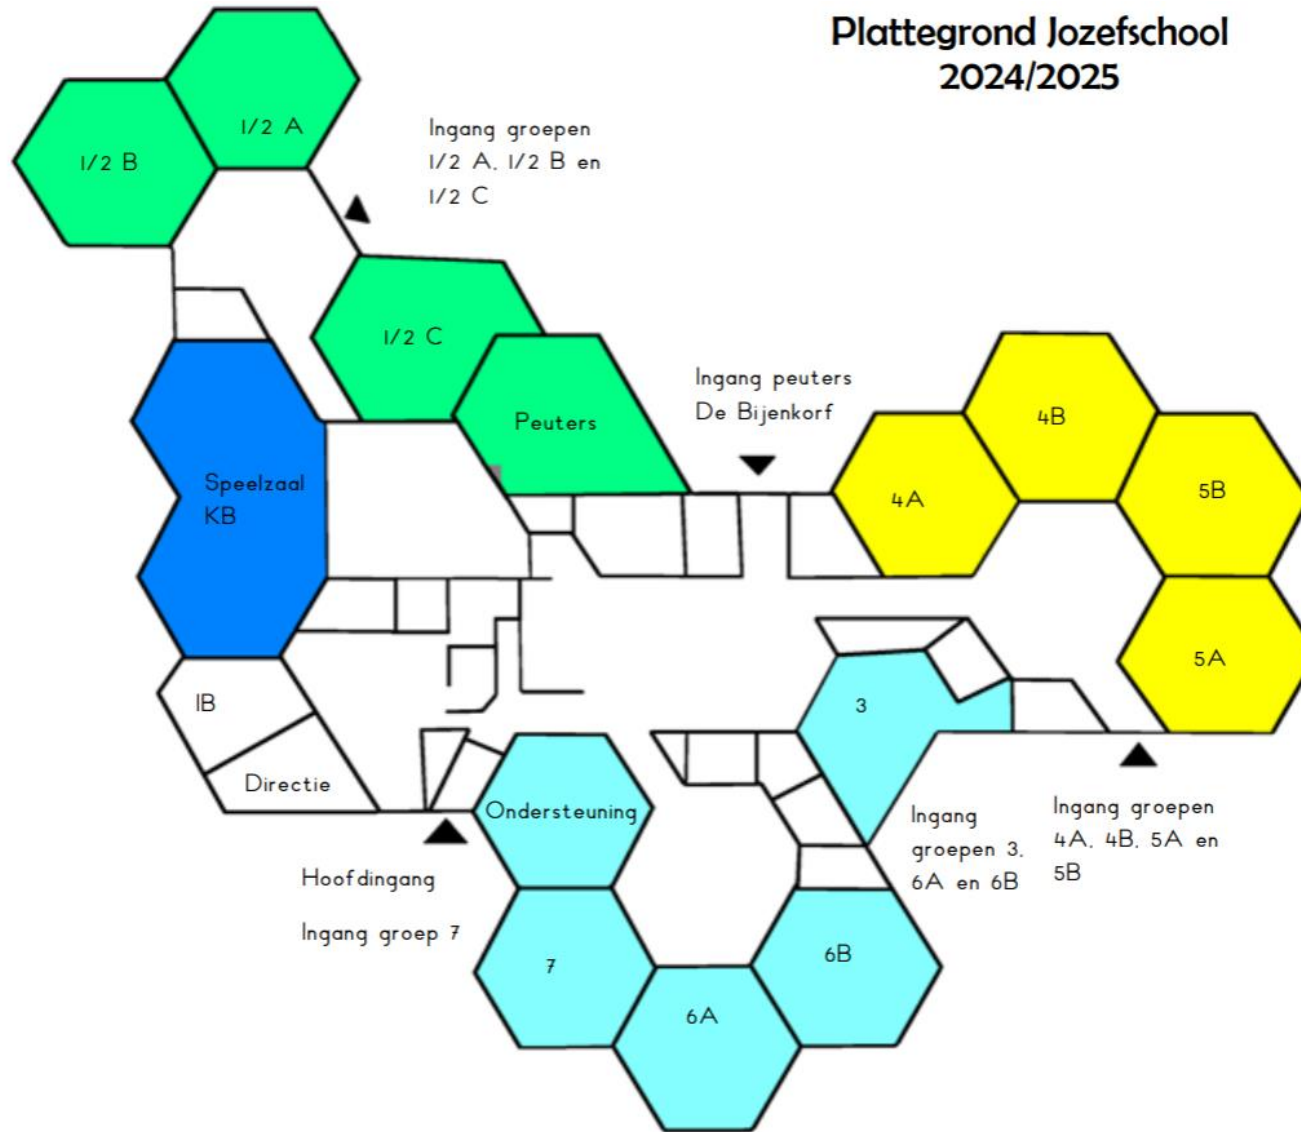 Plattegrond Jozefschool
2024/2025
1/2 A
1/2 B
Ingang groepen
1/2 A, 1/2 B en
1/2 C
1/2 C
Peuters
Ingang peuters
De Bijenkorf
4B
4A
5B
5A
Speelzaal
KB
IB
Directie
3
Ondersteuning
Hoofdingang
Ingang groep 7
Ingang
groepen 3,
6A en 6B
Ingang groepen
4A, 4B, 5A en
5B
7
6A
6B